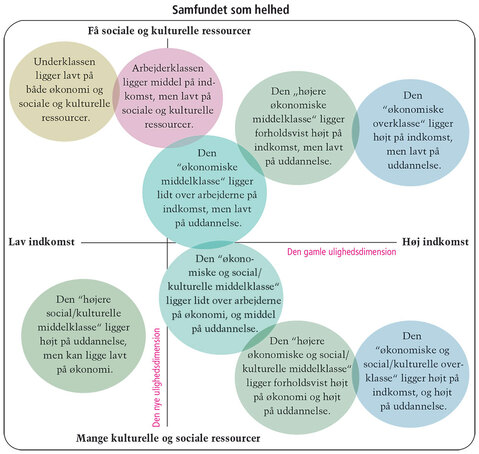 Samfundet som helhed
Få sociale og kulturelle ressourcer
Underklassen
ligger lavt på
både økonomi og
sociale og kulturelle
ressourcer.
Arbejderklassen
ligger middel på ind-
komst, men lavt på
sociale og kulturelle
ressourcer.
Den „højere
økonomiske
middelklasse“ ligger
forholdsvist højt på
indkomst, men lavt
på uddannelse.
Den
“økonomiske
overklasse“ ligger
højt på indkomst,
men lavt på
uddannelse.
Den
“økonomiske
middelklasse“ ligger
lidt over arbejderne på
indkomst, men lavt
på uddannelse.
Lav indkomst
Høj indkomst
Den gamle ulighedsdimension
Den “økono-
miske og social/
kulturelle middelklasse“
ligger lidt over arbejderne
på økonomi, og middel
på uddannelse.
Den “højere
social/kulturelle
middelklasse“ ligger
højt på uddannelse,
men kan ligge lavt
på økonomi.
Den nye ulighedsdimension
Den “højere
økonomiske og social/
kulturelle middelklasse“
ligger forholdsvist højt
på økonomi og højt
på uddannelse.
Den
“økonomiske og
social/kulturelle over-
klasse“ ligger højt på
indkomst, og højt
på uddannelse.
Mange kulturelle og sociale ressourcer